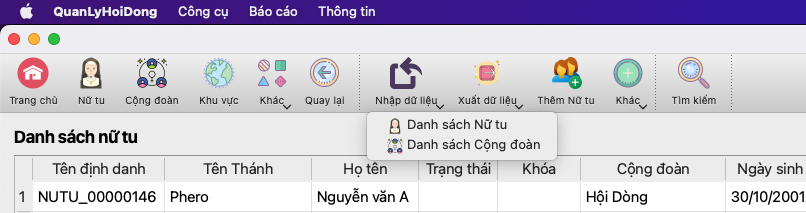 QuanLyHoiDong Công cụ Báo cáo Thông tin
Trang chủ Nữ tu Cộng đoàn Khu vực Khác Quay lại Nhập dữ liệu Xuất dữ liệu Thêm Nữ tu Khác Tìm kiếm
Danh sách Nữ tu
Danh sách Cộng đoàn
Danh sách nữ tu
Tên định danh Tên Thánh Họ tên Trạng thái Khóa Cộng đoàn Ngày sinh
1 NUTU_00000146 Phero Nguyễn văn A Hội Dòng 30/10/2001